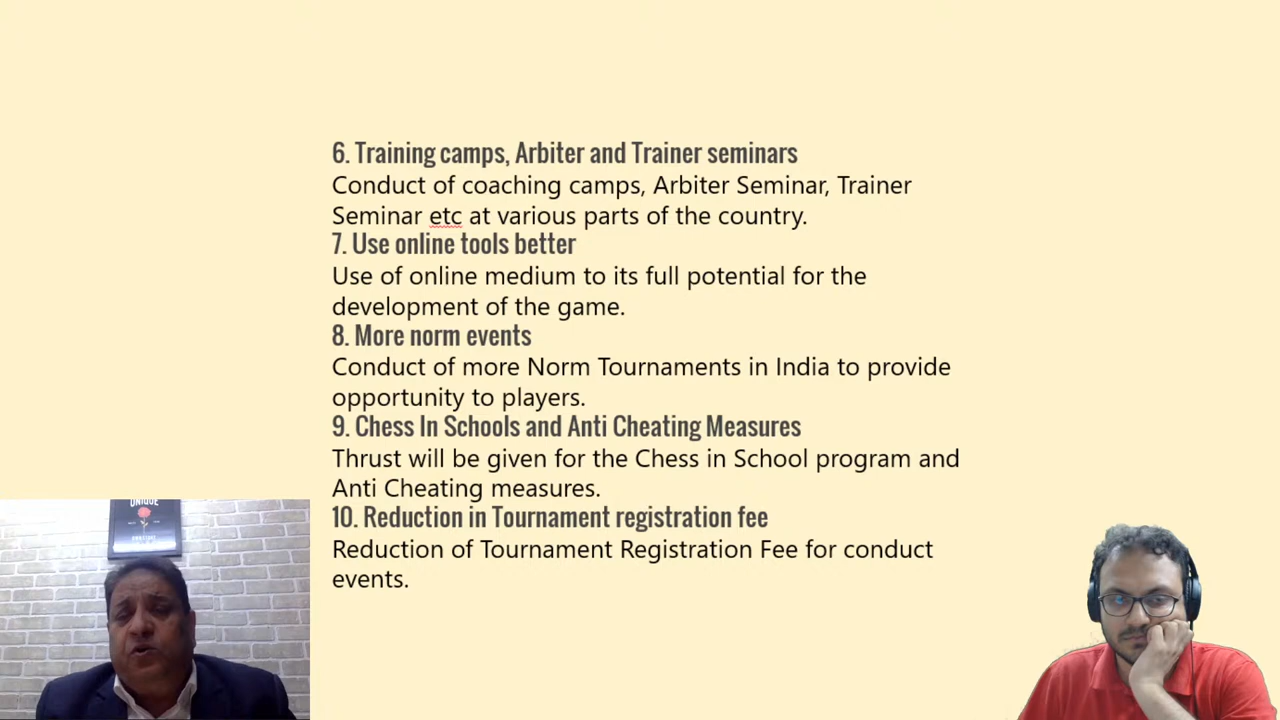 6. Training camps, Arbiter and Trainer seminars
Conduct of coaching camps, Arbiter Seminar, Trainer
Seminar etc at various parts of the country.
7. Use online tools better
Use of online medium to its full potential for the
development of the game.
8. More norm events
Conduct of more Norm Tournaments in India to provide
opportunity to players.
9. Chess In Schools and Anti Cheating Measures
Thrust will be given for the Chess in School program and
Anti Cheating measures.
10. Reduction in Tournament registration fee
Reduction of Tournament Registration Fee for conduct
events.
UNIQUE